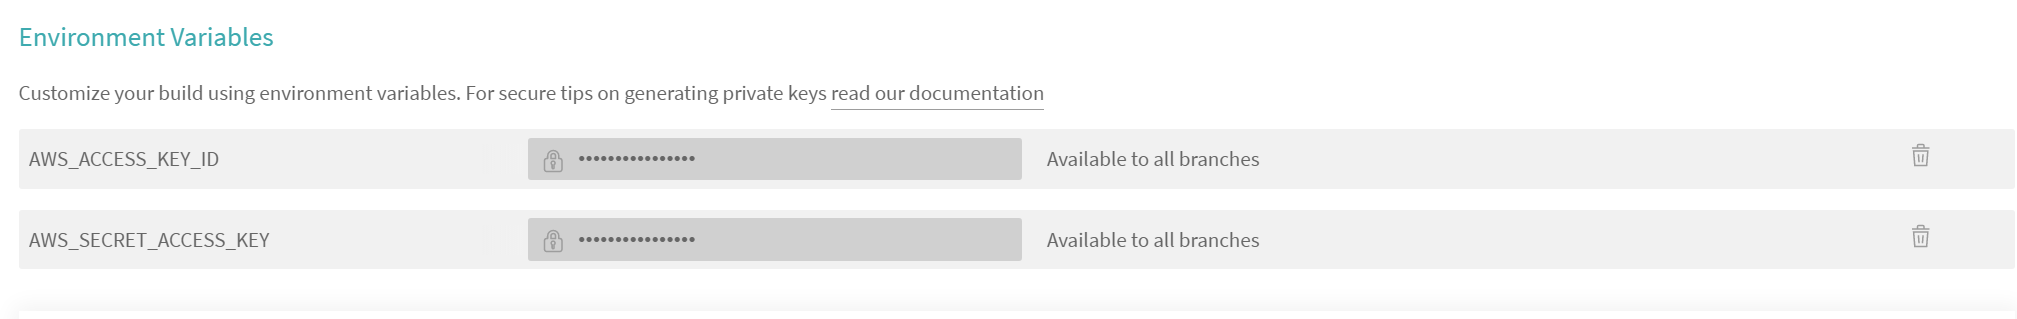 Environment Variables
Customize your build using environment variables. For secure tips on generating private keys read our documentation
AWS_ACCESS_KEY_ID •••••••••••••••• Available to all branches
AWS_SECRET_ACCESS_KEY •••••••••••••••• Available to all branches